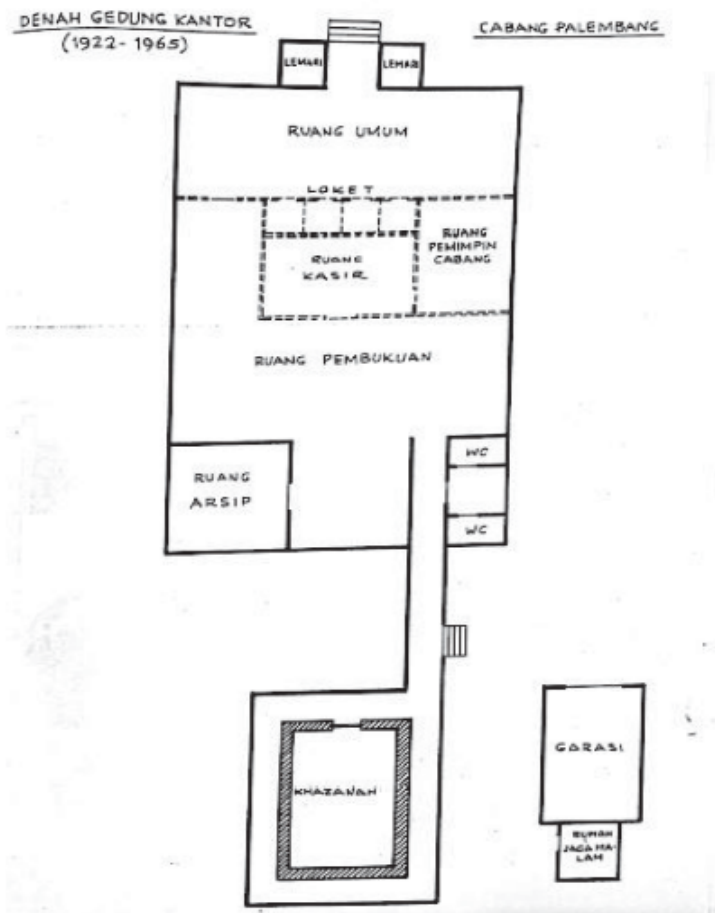 DENAH GEDUNG KANTOR
(1922-1965)
CABANG PALEMBANG
LEMARI
LEMARI
RUANG UMUM
LOKET
RUANG
PEMIMPIN
CABANG
RUANG
KASIR
RUANG PEMBUKUAN
RUANG
ARSIP
WC
WC
KHAZANAH
GARASI
RUMAH
JAGA MA-
LAM